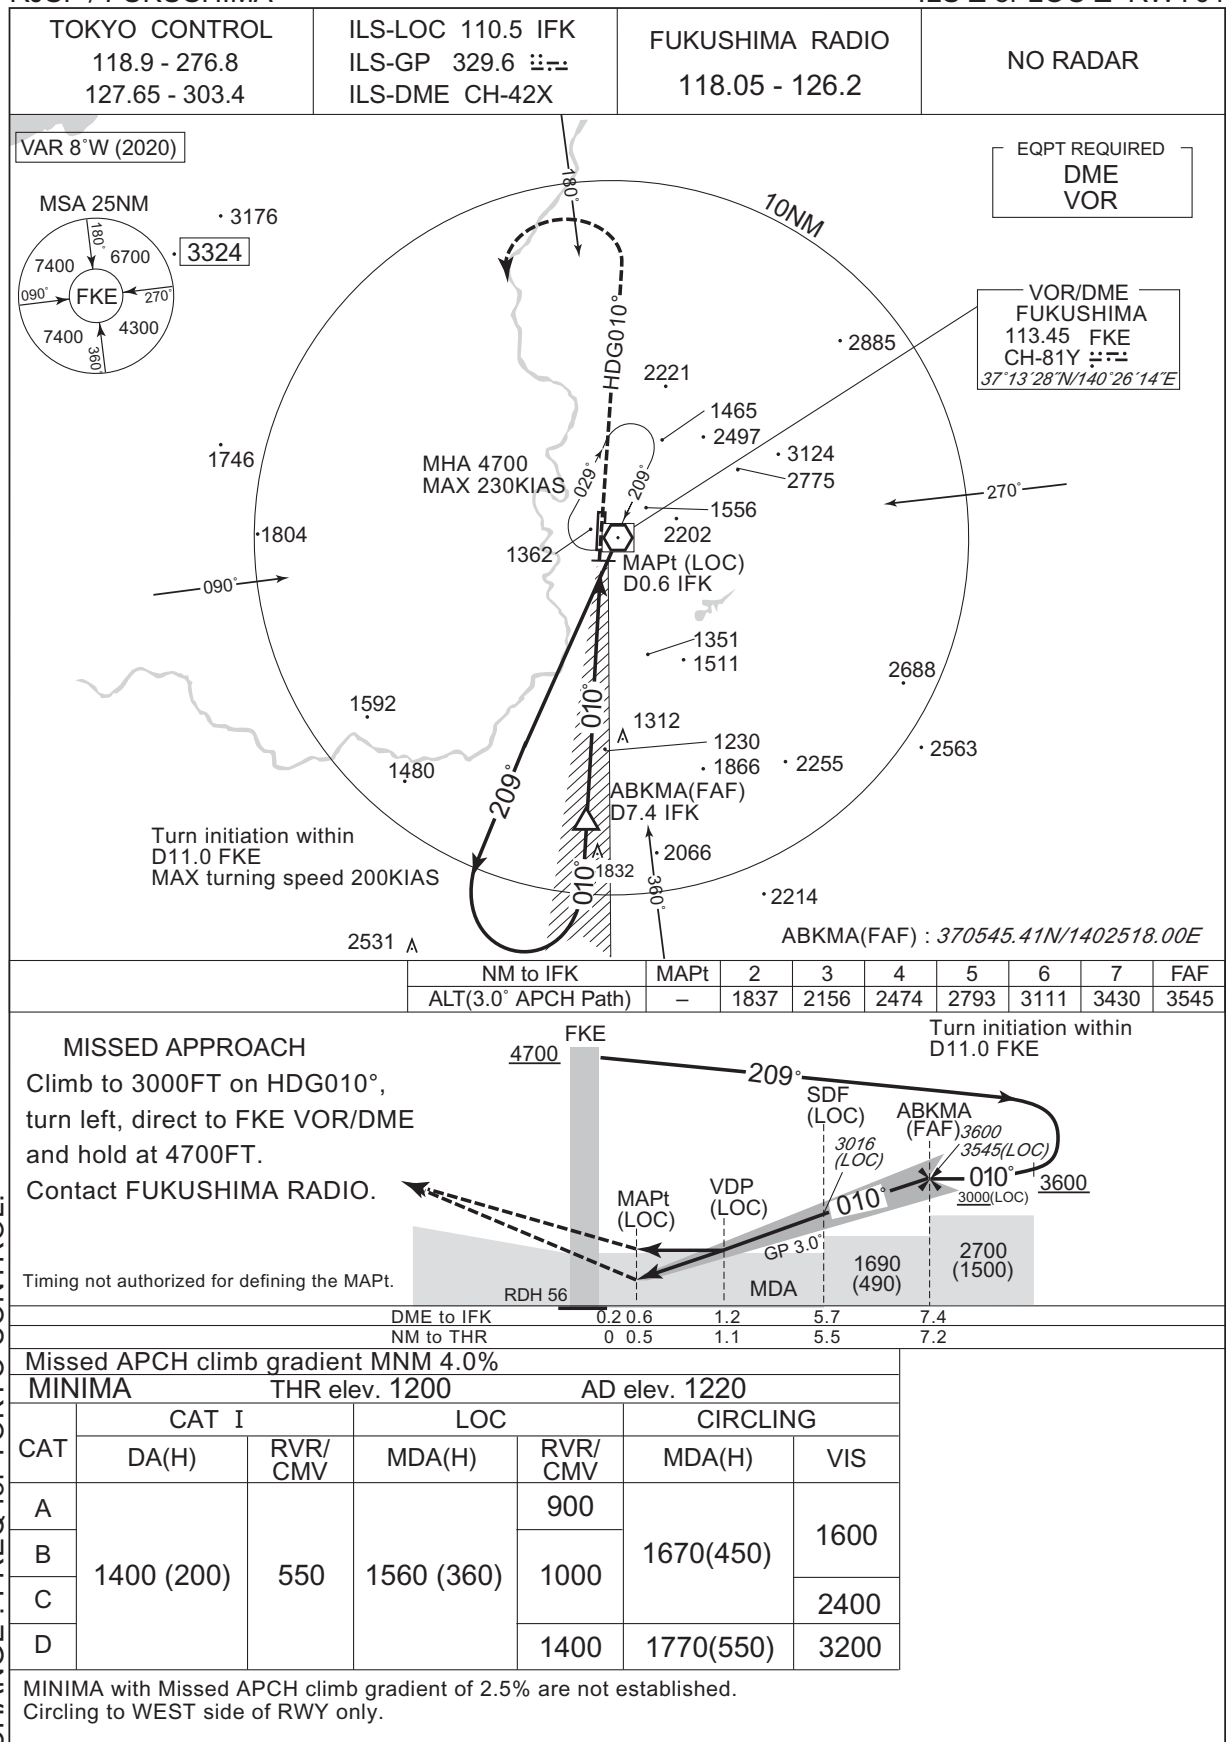 TOKYO CONTROL
118.9 - 276.8
127.65 - 303.4
ILS-LOC 110.5 IFK
ILS-GP 329.6
ILS-DME CH-42X
FUKUSHIMA RADIO
118.05 - 126.2
NO RADAR
VAR 8°W (2020)
EQPT REQUIRED
DME
VOR
MSA 25NM
180°
7400
6700
090°
FKE
270°
7400
4300
360°
3176
3324
180°
10NM
HDG010°
VOR/DME
FUKUSHIMA
113.45 FKE
CH-81Y
37°13´28˝N/140°26´14˝E
2885
2221
1465
2497
3124
2775
1746
MHA 4700
MAX 230KIAS
029°
209°
270°
1556
2202
1804
1362
MAPt (LOC)
D0.6 IFK
090°
1351
1511
2688
1592
010°
1312
1230
2563
1866
2255
1480
209°
ABKMA(FAF)
D7.4 IFK
Turn initiation within
D11.0 FKE
MAX turning speed 200KIAS
2066
1832
010°
360°
2214
2531
ABKMA(FAF) : 370545.41N/1402518.00E
NM to IFK MAPt 2 3 4 5 6 7 FAF
ALT(3.0° APCH Path) – 1837 2156 2474 2793 3111 3430 3545
MISSED APPROACH
Climb to 3000FT on HDG010°,
turn left, direct to FKE VOR/DME
and hold at 4700FT.
Contact FUKUSHIMA RADIO.
Timing not authorized for defining the MAPt.
FKE
4700
Turn initiation within
D11.0 FKE
209°
SDF
(LOC)
ABKMA
(FAF)
3600
3545(LOC)
3016
(LOC)
010°
3000(LOC)
3600
MAPt
(LOC)
VDP
(LOC)
010°
GP 3.0°
MDA
1690
(490)
2700
(1500)
RDH 56
DME to IFK 0.2 0.6 1.2 5.7 7.4
NM to THR 0 0.5 1.1 5.5 7.2
Missed APCH climb gradient MNM 4.0%
MINIMA THR elev. 1200 AD elev. 1220
CAT
CAT I LOC CIRCLING
DA(H) RVR/CMV MDA(H) RVR/CMV MDA(H) VIS
A
B
C
D
1400 (200)
550
1560 (360)
900
1000
1400
1670(450)
1770(550)
1600
2400
3200
MINIMA with Missed APCH climb gradient of 2.5% are not established.
Circling to WEST side of RWY only.